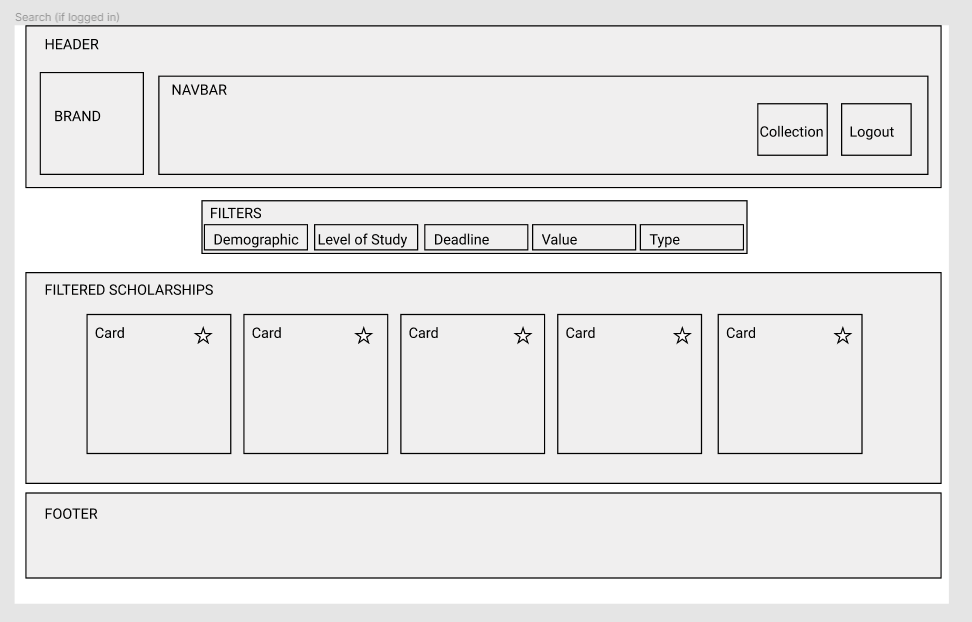 Search (if logged in)
HEADER
BRAND
NAVBAR
Collection
Logout
FILTERS
Demographic
Level of Study
Deadline
Value
Type
FILTERED SCHOLARSHIPS
Card
Card
Card
Card
Card
FOOTER